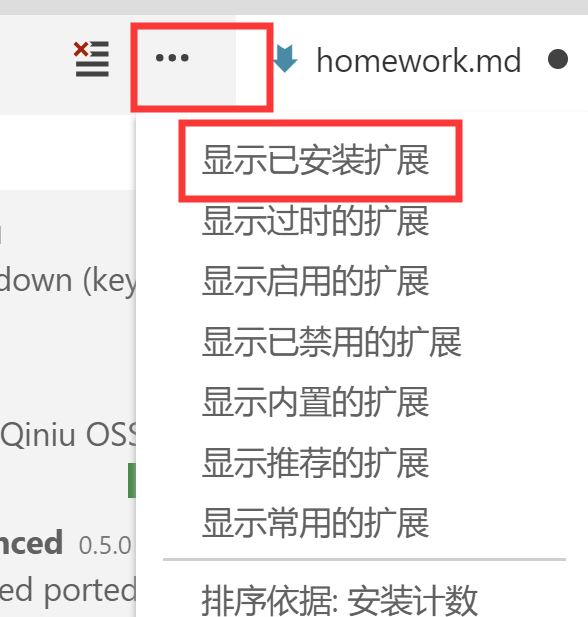 ••• homework.md ●
显示已安装扩展
显示过时的扩展
down (key
显示启用的扩展
显示已禁用的扩展
显示内置的扩展
Qiniu OSS
显示推荐的扩展
显示常用的扩展
nced 0.5.0
ed ported
排序依据: 安装计数